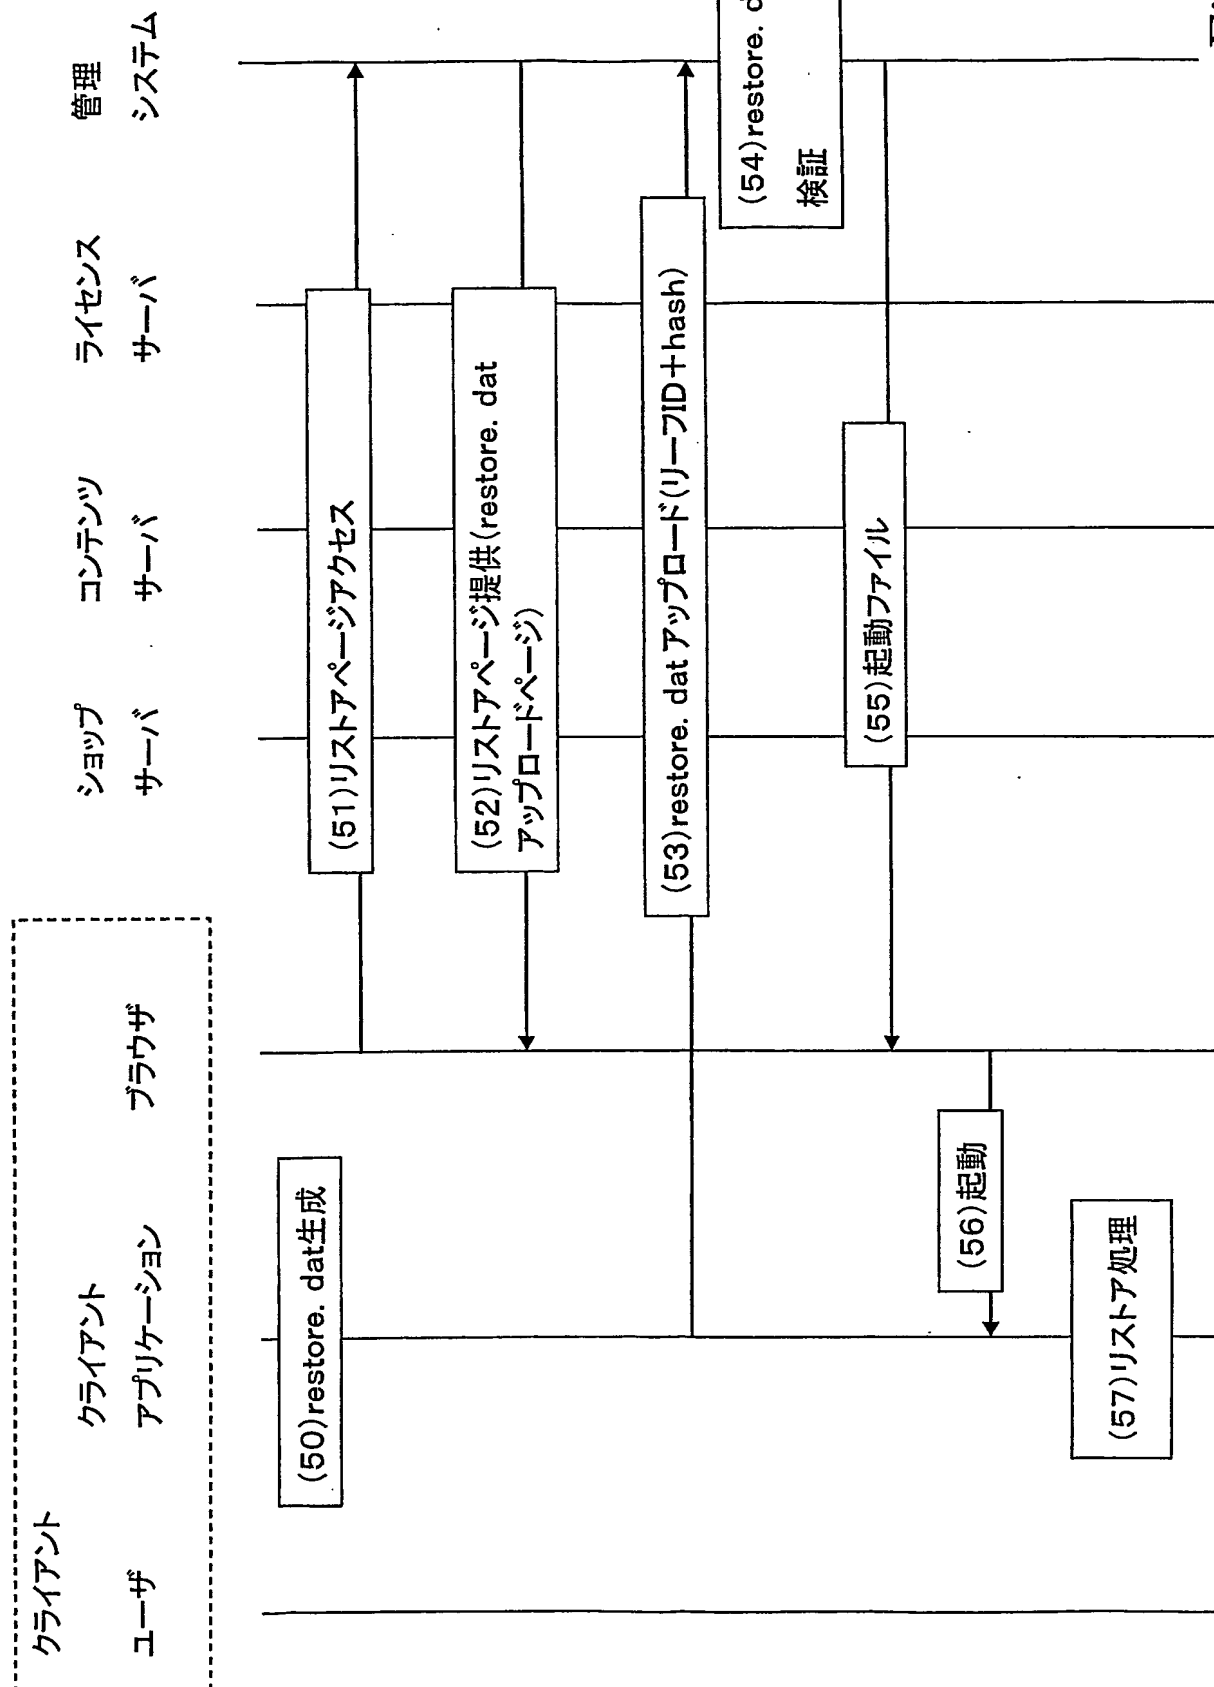 クライアント
ユーザ
クライアント
アプリケーション
ブラウザ
ショップ
サーバ
コンテンツ
サーバ
ライセンス
サーバ
管理
システム
(50)restore. dat生成
(51)リストアページアクセス
(52)リストアページ提供(restore. dat
アップロードページ)
(53)restore. dat アップロード(リーフID+hash)
(54)restore. d
検証
(55)起動ファイル
(56)起動
(57)リストア処理